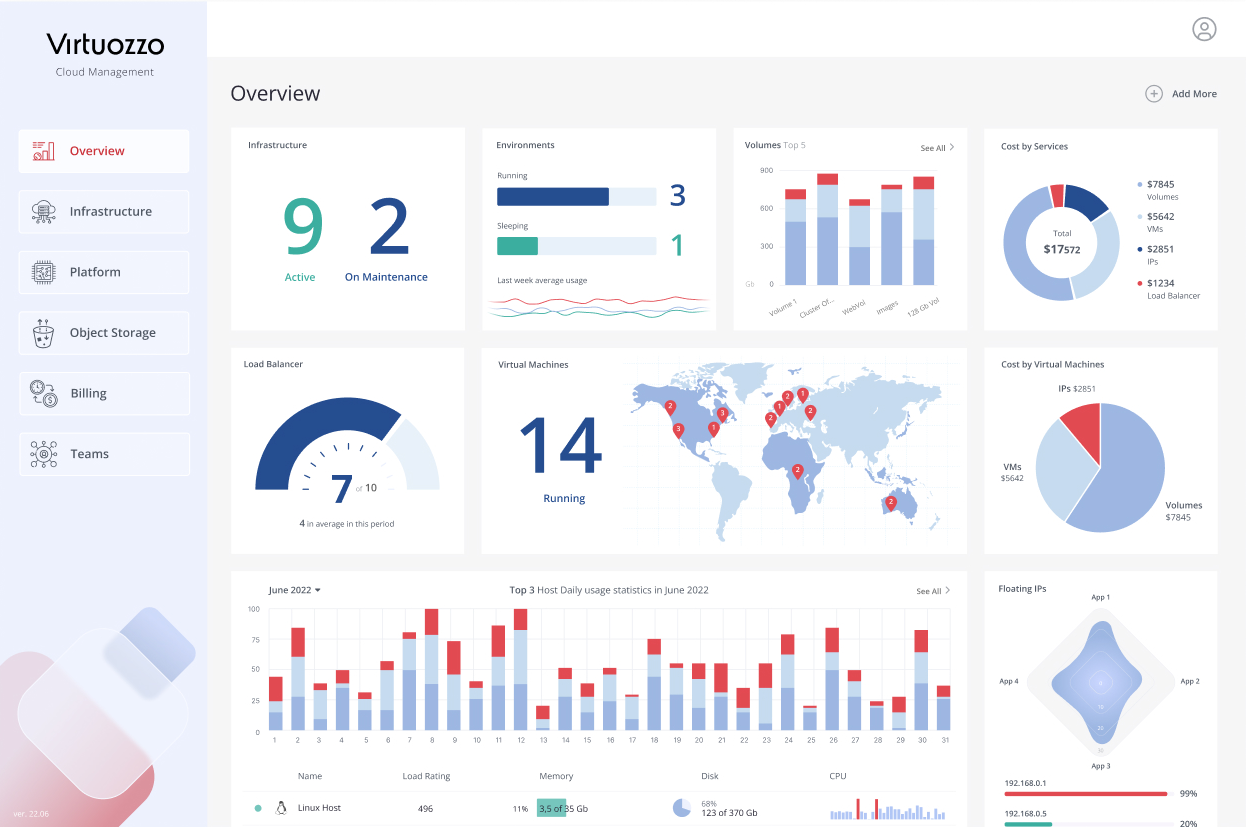 Virtuozzo
Cloud Management
Overview
Infrastructure
Platform
Object Storage
Billing
Teams
ver. 22.06
Overview
Add More
Infrastructure
9
2
Active
On Maintenance
Environments
Running
3
Sleeping
1
Last week average usage
Volumes Top 5
See All
900
600
300
Gb 0
Volume 1
Cluster Of...
WebVol
Images
128 Gb Vol
Cost by Services
Total
$17572
$7845
Volumes
$5642
VMs
$2851
IPs
$1234
Load Balancer
Load Balancer
7 of 10
4 in average in this period
Virtual Machines
14
Running
2
3
3
1
2
1
2
1
2
2
2
Cost by Virtual Machines
IPs $2851
VMs
$5642
Volumes
$7845
June 2022
Top 3 Host Daily usage statistics in June 2022
See All
100
75
50
25
0
1 2 3 4 5 6 7 8 9 10 11 12 13 14 15 16 17 18 19 20 21 22 23 24 25 26 27 28 29 30 31
Name Load Rating Memory Disk CPU
Linux Host 496 11% 3,5 of 35 Gb
68%
123 of 370 Gb
Floating IPs
App 1
App 4
App 2
App 3
192.168.0.1
99%
192.168.0.5
20%